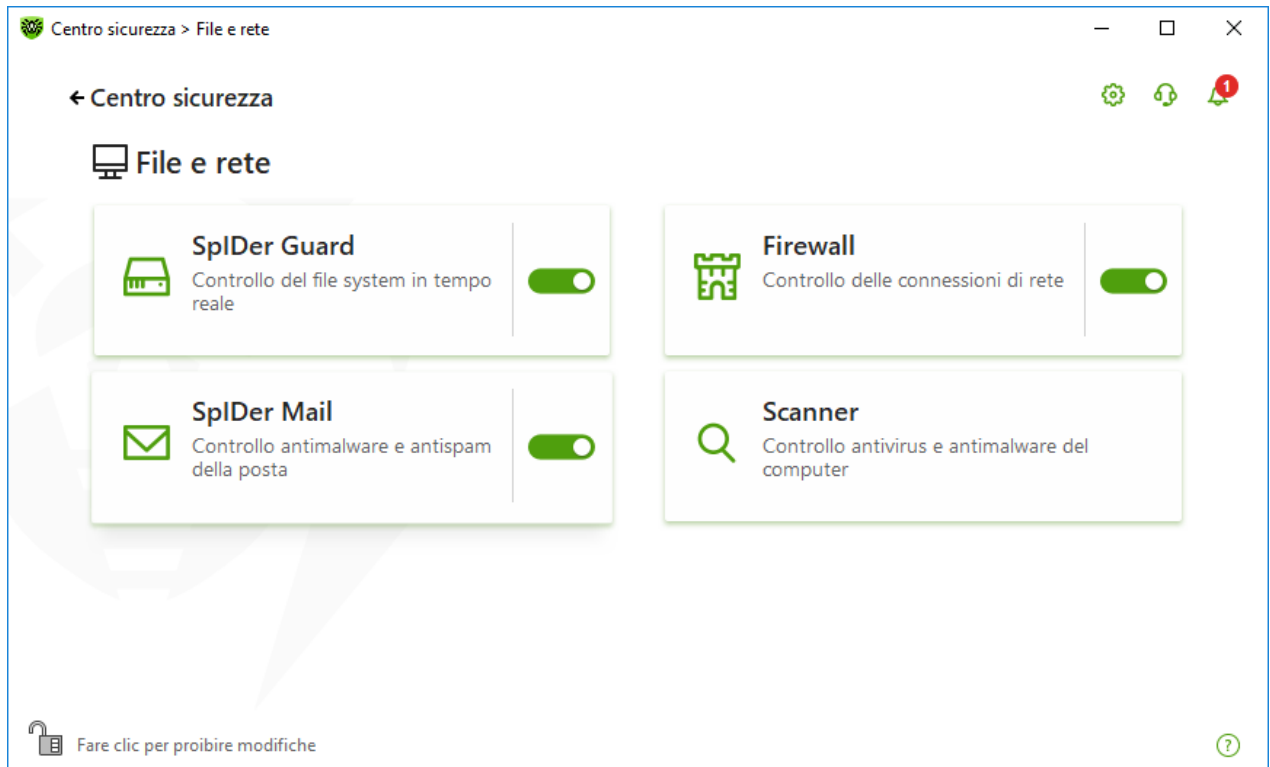 Centro sicurezza > File e rete
Centro sicurezza
1
File e rete
SpIDer Guard
Controllo del file system in tempo
reale
Firewall
Controllo delle connessioni di rete
SpIDer Mail
Controllo antimalware e antispam
della posta
Scanner
Controllo antivirus e antimalware del
computer
Fare clic per proibire modifiche
?